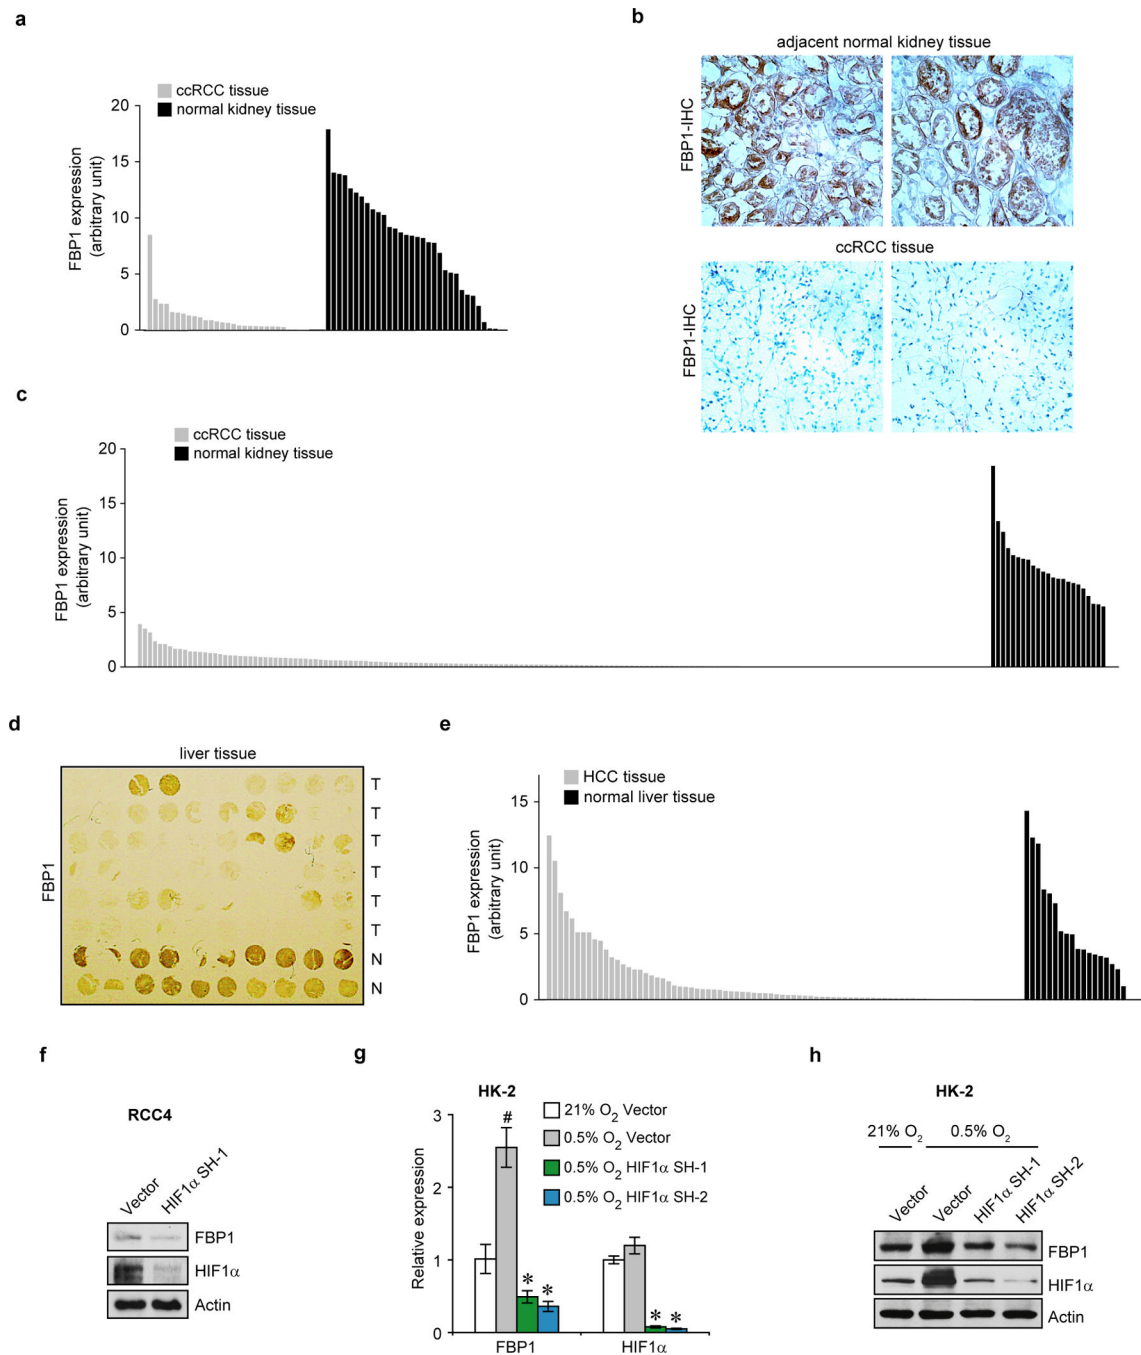 a
ccRCC tissue
normal kidney tissue
FBP1 expression
(arbitrary unit)
20
15
10
5
0
b
adjacent normal kidney tissue
FBP1-IHC
ccRCC tissue
FBP1-IHC
c
ccRCC tissue
normal kidney tissue
FBP1 expression
(arbitrary unit)
20
15
10
5
0
d
liver tissue
FBP1
T
T
T
T
T
T
N
N
e
HCC tissue
normal liver tissue
FBP1 expression
(arbitrary unit)
15
10
5
0
f
RCC4
Vector
HIF1α SH-1
FBP1
HIF1α
Actin
g
HK-2
21% O2 Vector
0.5% O2 Vector
0.5% O2 HIF1α SH-1
0.5% O2 HIF1α SH-2
Relative expression
3
2
1
0
#
* *
* *
FBP1 HIF1α
h
HK-2
21% O2 0.5% O2
Vector
Vector
HIF1α SH-1
HIF1α SH-2
FBP1
HIF1α
Actin